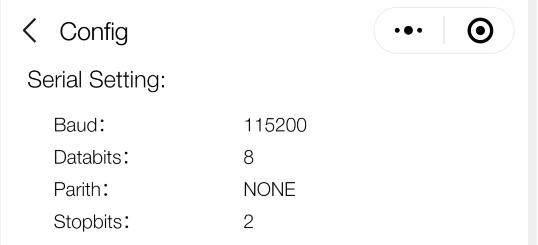 Config
Serial Setting:
Baud： 115200
Databits： 8
Parith： NONE
Stopbits： 2